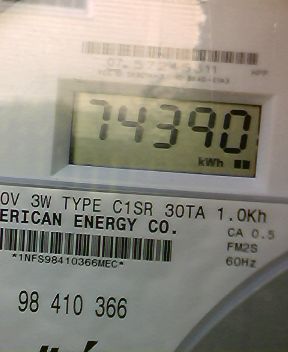 74390
kWh
0V 3W TYPE C1SR 30TA 1.0Kh
ERICAN ENERGY CO.
CA 0.5
FM2S
60Hz
*1NFS98410366MEC*
98 410 366